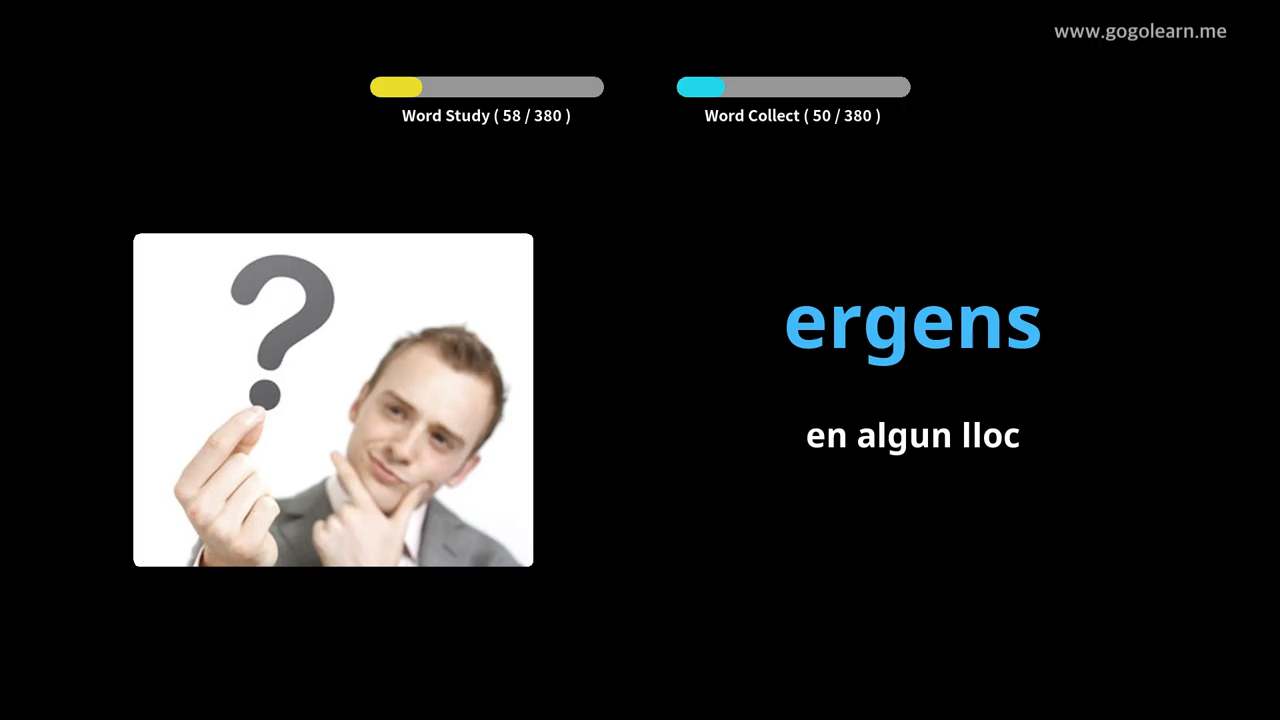 www.gogolearn.me
Word Study ( 58 / 380 )
Word Collect ( 50 / 380 )
?
ergens
en algun lloc